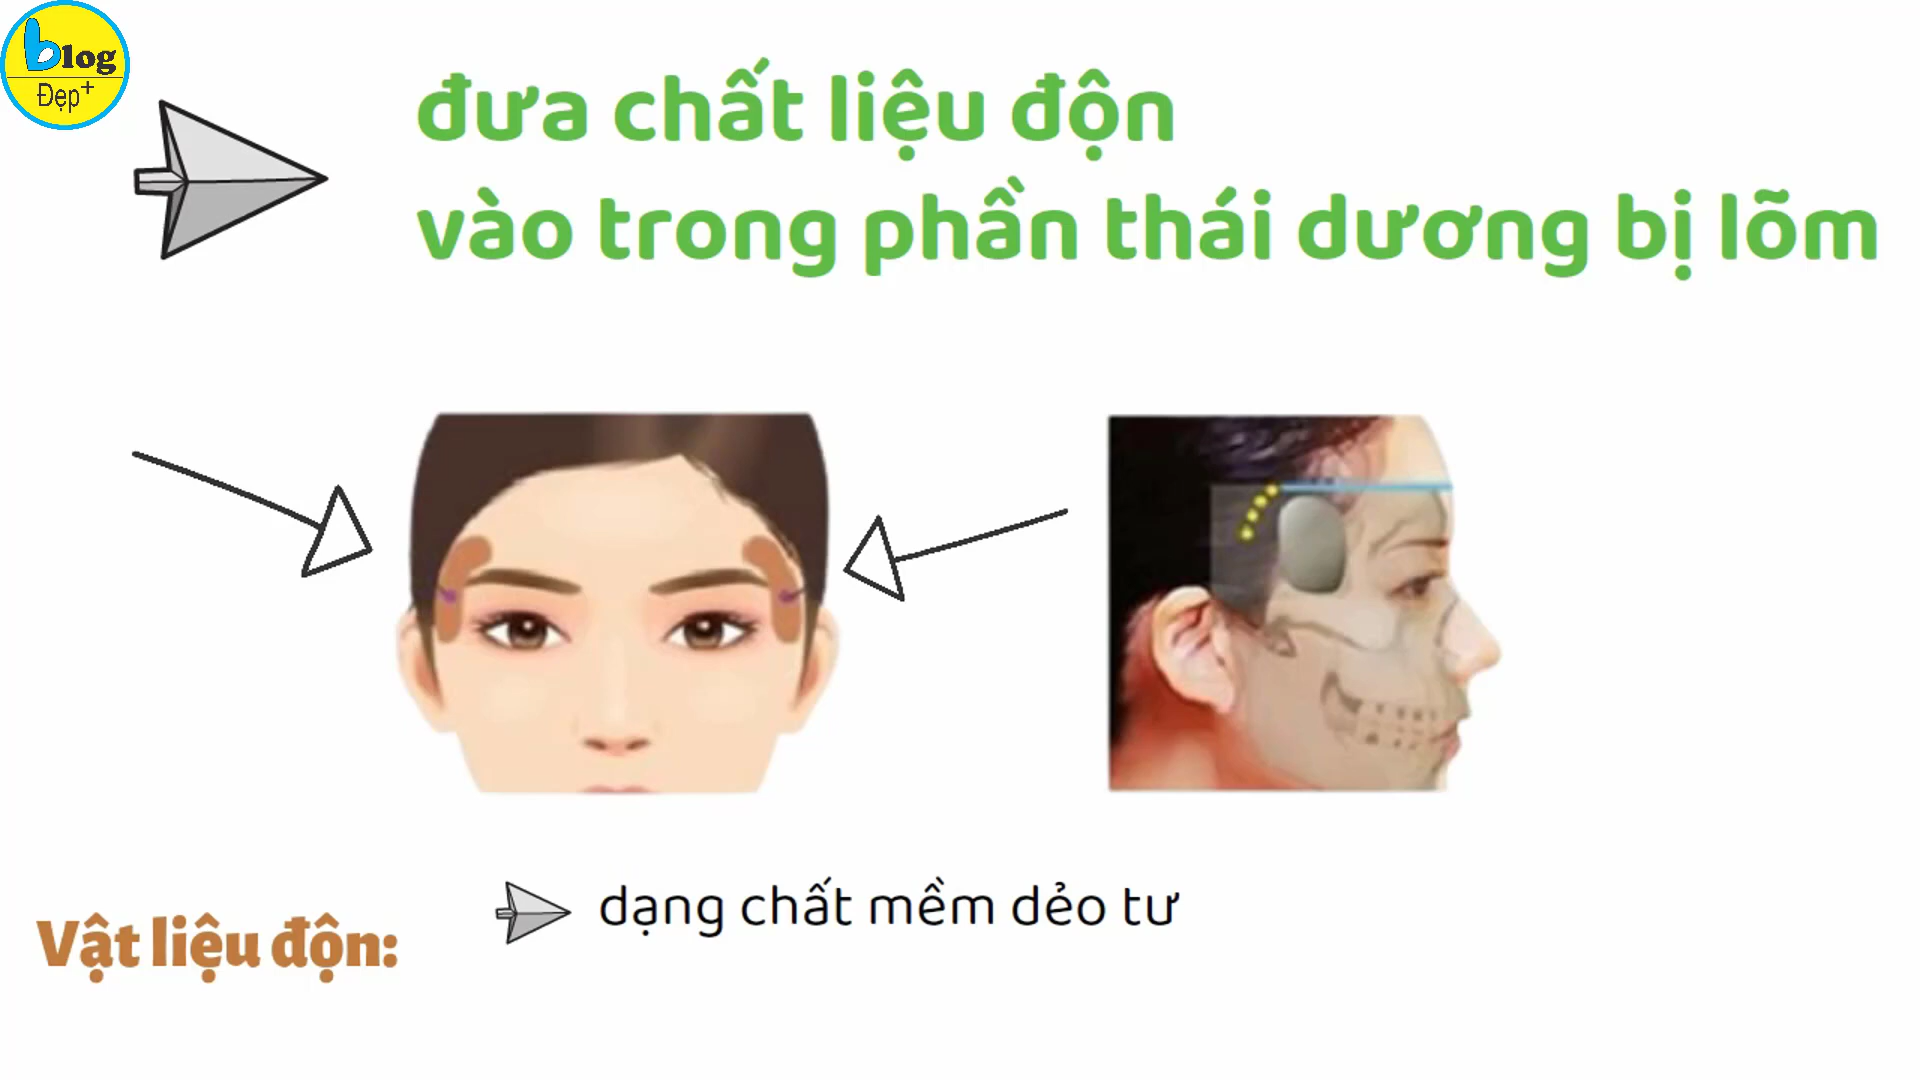 blog
Đẹp+
đưa chất liệu độn
vào trong phần thái dương bị lõm
Vật liệu độn:
dạng chất mềm dẻo tư